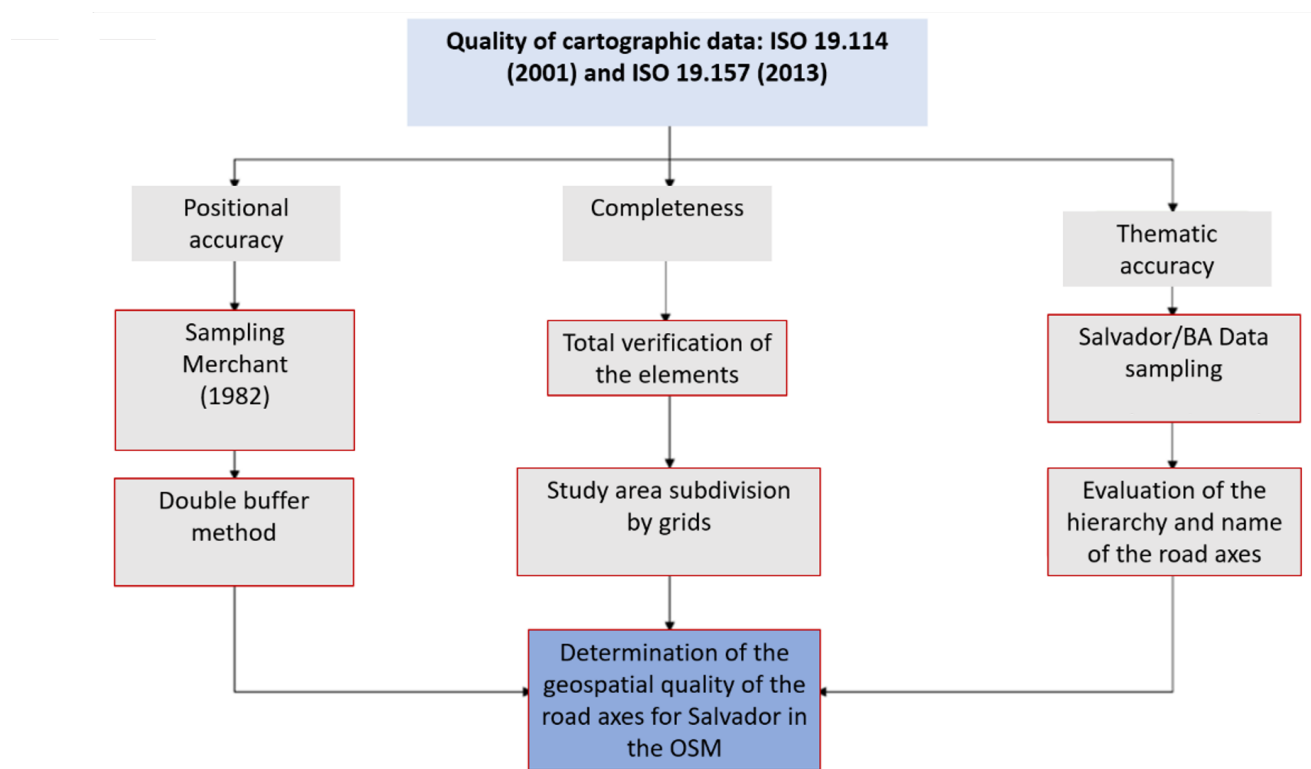 Quality of cartographic data: ISO 19.114
(2001) and ISO 19.157 (2013)
Positional
accuracy
Completeness
Thematic
accuracy
Sampling
Merchant
(1982)
Total verification of
the elements
Salvador/BA Data
sampling
Double buffer
method
Study area subdivision
by grids
Evaluation of the
hierarchy and name
of the road axes
Determination of the
geospatial quality of the
road axes for Salvador in
the OSM